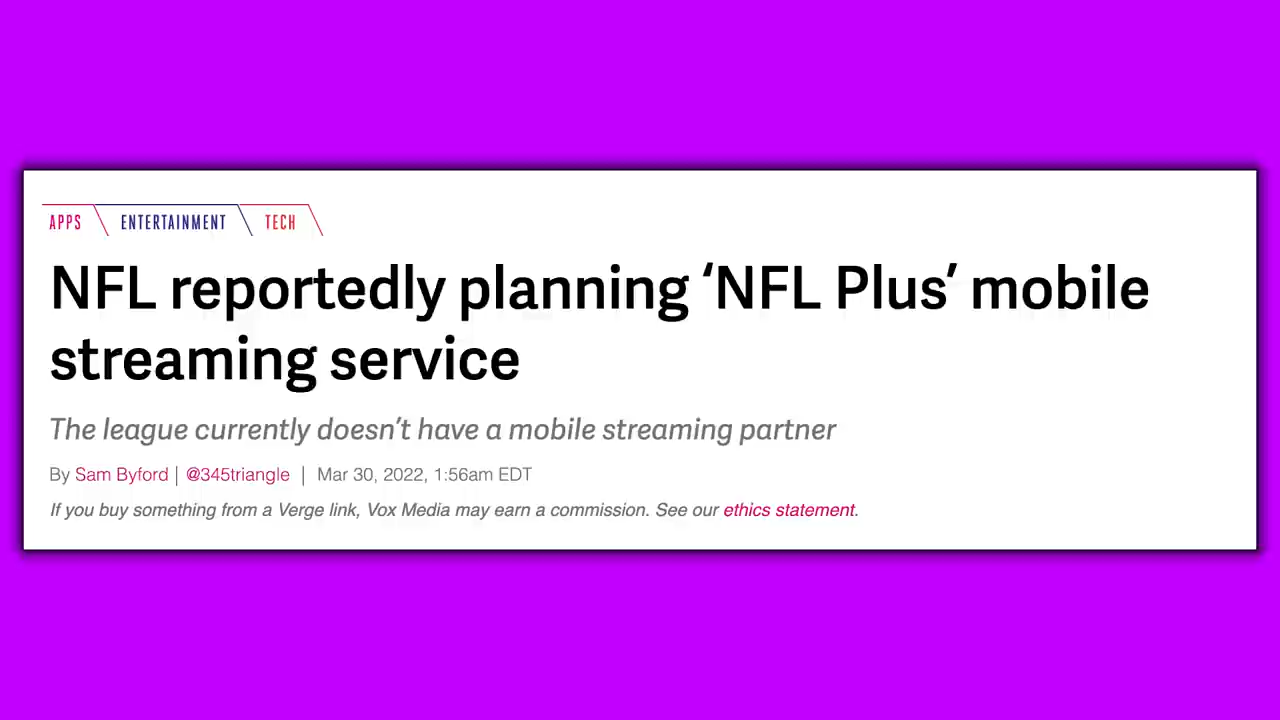 APPS ENTERTAINMENT TECH
NFL reportedly planning ‘NFL Plus’ mobile
streaming service
The league currently doesn’t have a mobile streaming partner
By Sam Byford | @345triangle | Mar 30, 2022, 1:56am EDT
If you buy something from a Verge link, Vox Media may earn a commission. See our ethics statement.